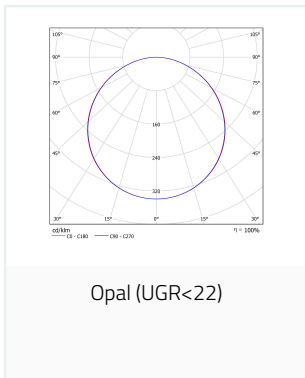 105° 105°
90° 90°
75° 75°
60° 60°
160
45° 45°
240
320
30° 15° 0° 15° 30°
cd/klm η = 100%
C0 - C180 C90 - C270
Opal (UGR<22)